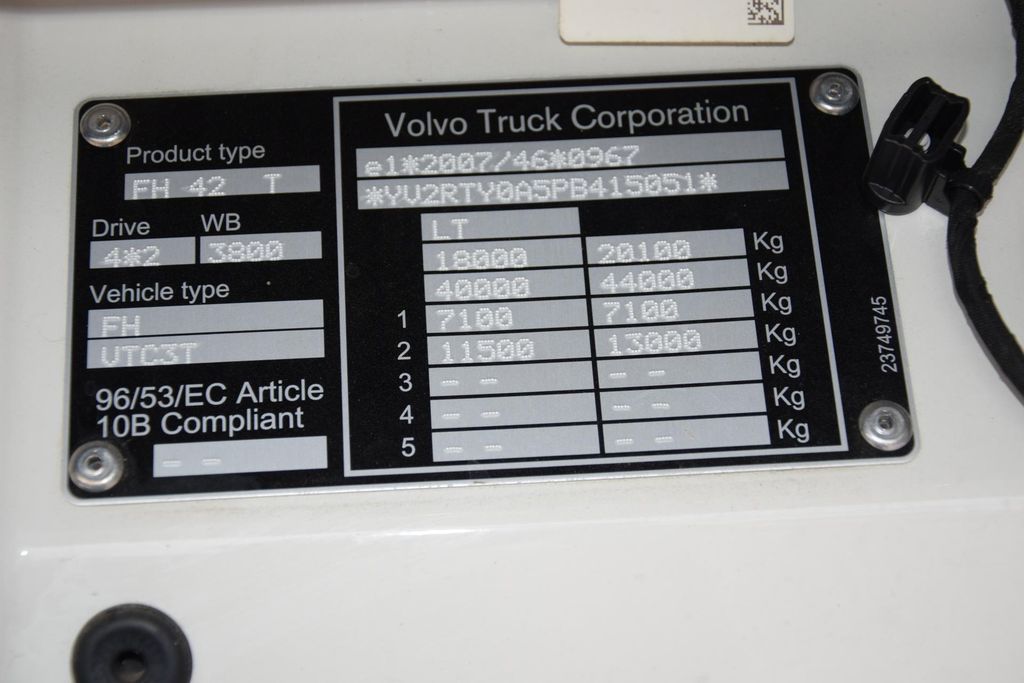 Volvo Truck Corporation
Product type
FH 42 T
Drive WB
4*2 3800
Vehicle type
FH
VTC3T
96/53/EC Article
10B Compliant
-- --
e1*2007/46*0967
*YV2RTY0A5PB415051*
LT
18000 20100 Kg
40000 44000 Kg
1 7100 7100 Kg
2 11500 13000 Kg
3 -- -- -- -- Kg
4 -- -- -- -- Kg
5 -- -- -- -- Kg
23749745